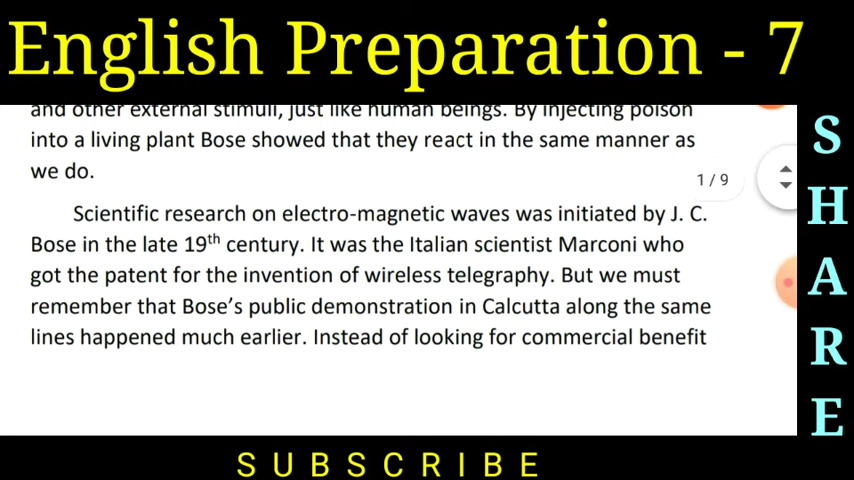 English Preparation - 7
and other external stimuli, just like human beings. By injecting poison
into a living plant Bose showed that they react in the same manner as
we do.
1 / 9
Scientific research on electro-magnetic waves was initiated by J. C.
Bose in the late 19th century. It was the Italian scientist Marconi who
got the patent for the invention of wireless telegraphy. But we must
remember that Bose's public demonstration in Calcutta along the same
lines happened much earlier. Instead of looking for commercial benefit
SHARE
SUBSCRIBE